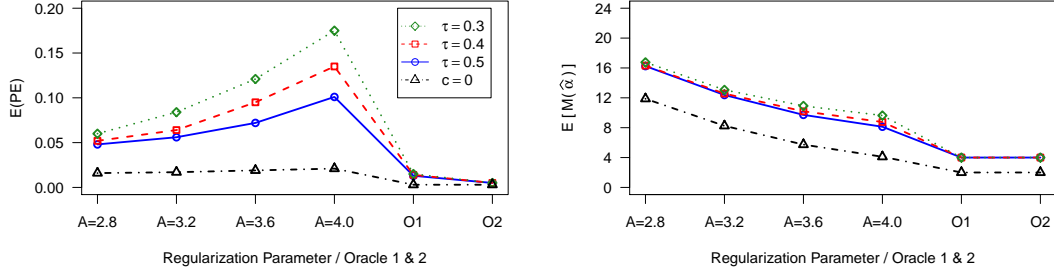 0.20
0.15
0.10
0.05
0.00
E(PE)
τ = 0.3
τ = 0.4
τ = 0.5
c = 0
A=2.8 A=3.2 A=3.6 A=4.0 O1 O2
Regularization Parameter / Oracle 1 & 2
24
20
16
12
8
4
0
E [ M(α̂) ]
A=2.8 A=3.2 A=3.6 A=4.0 O1 O2
Regularization Parameter / Oracle 1 & 2